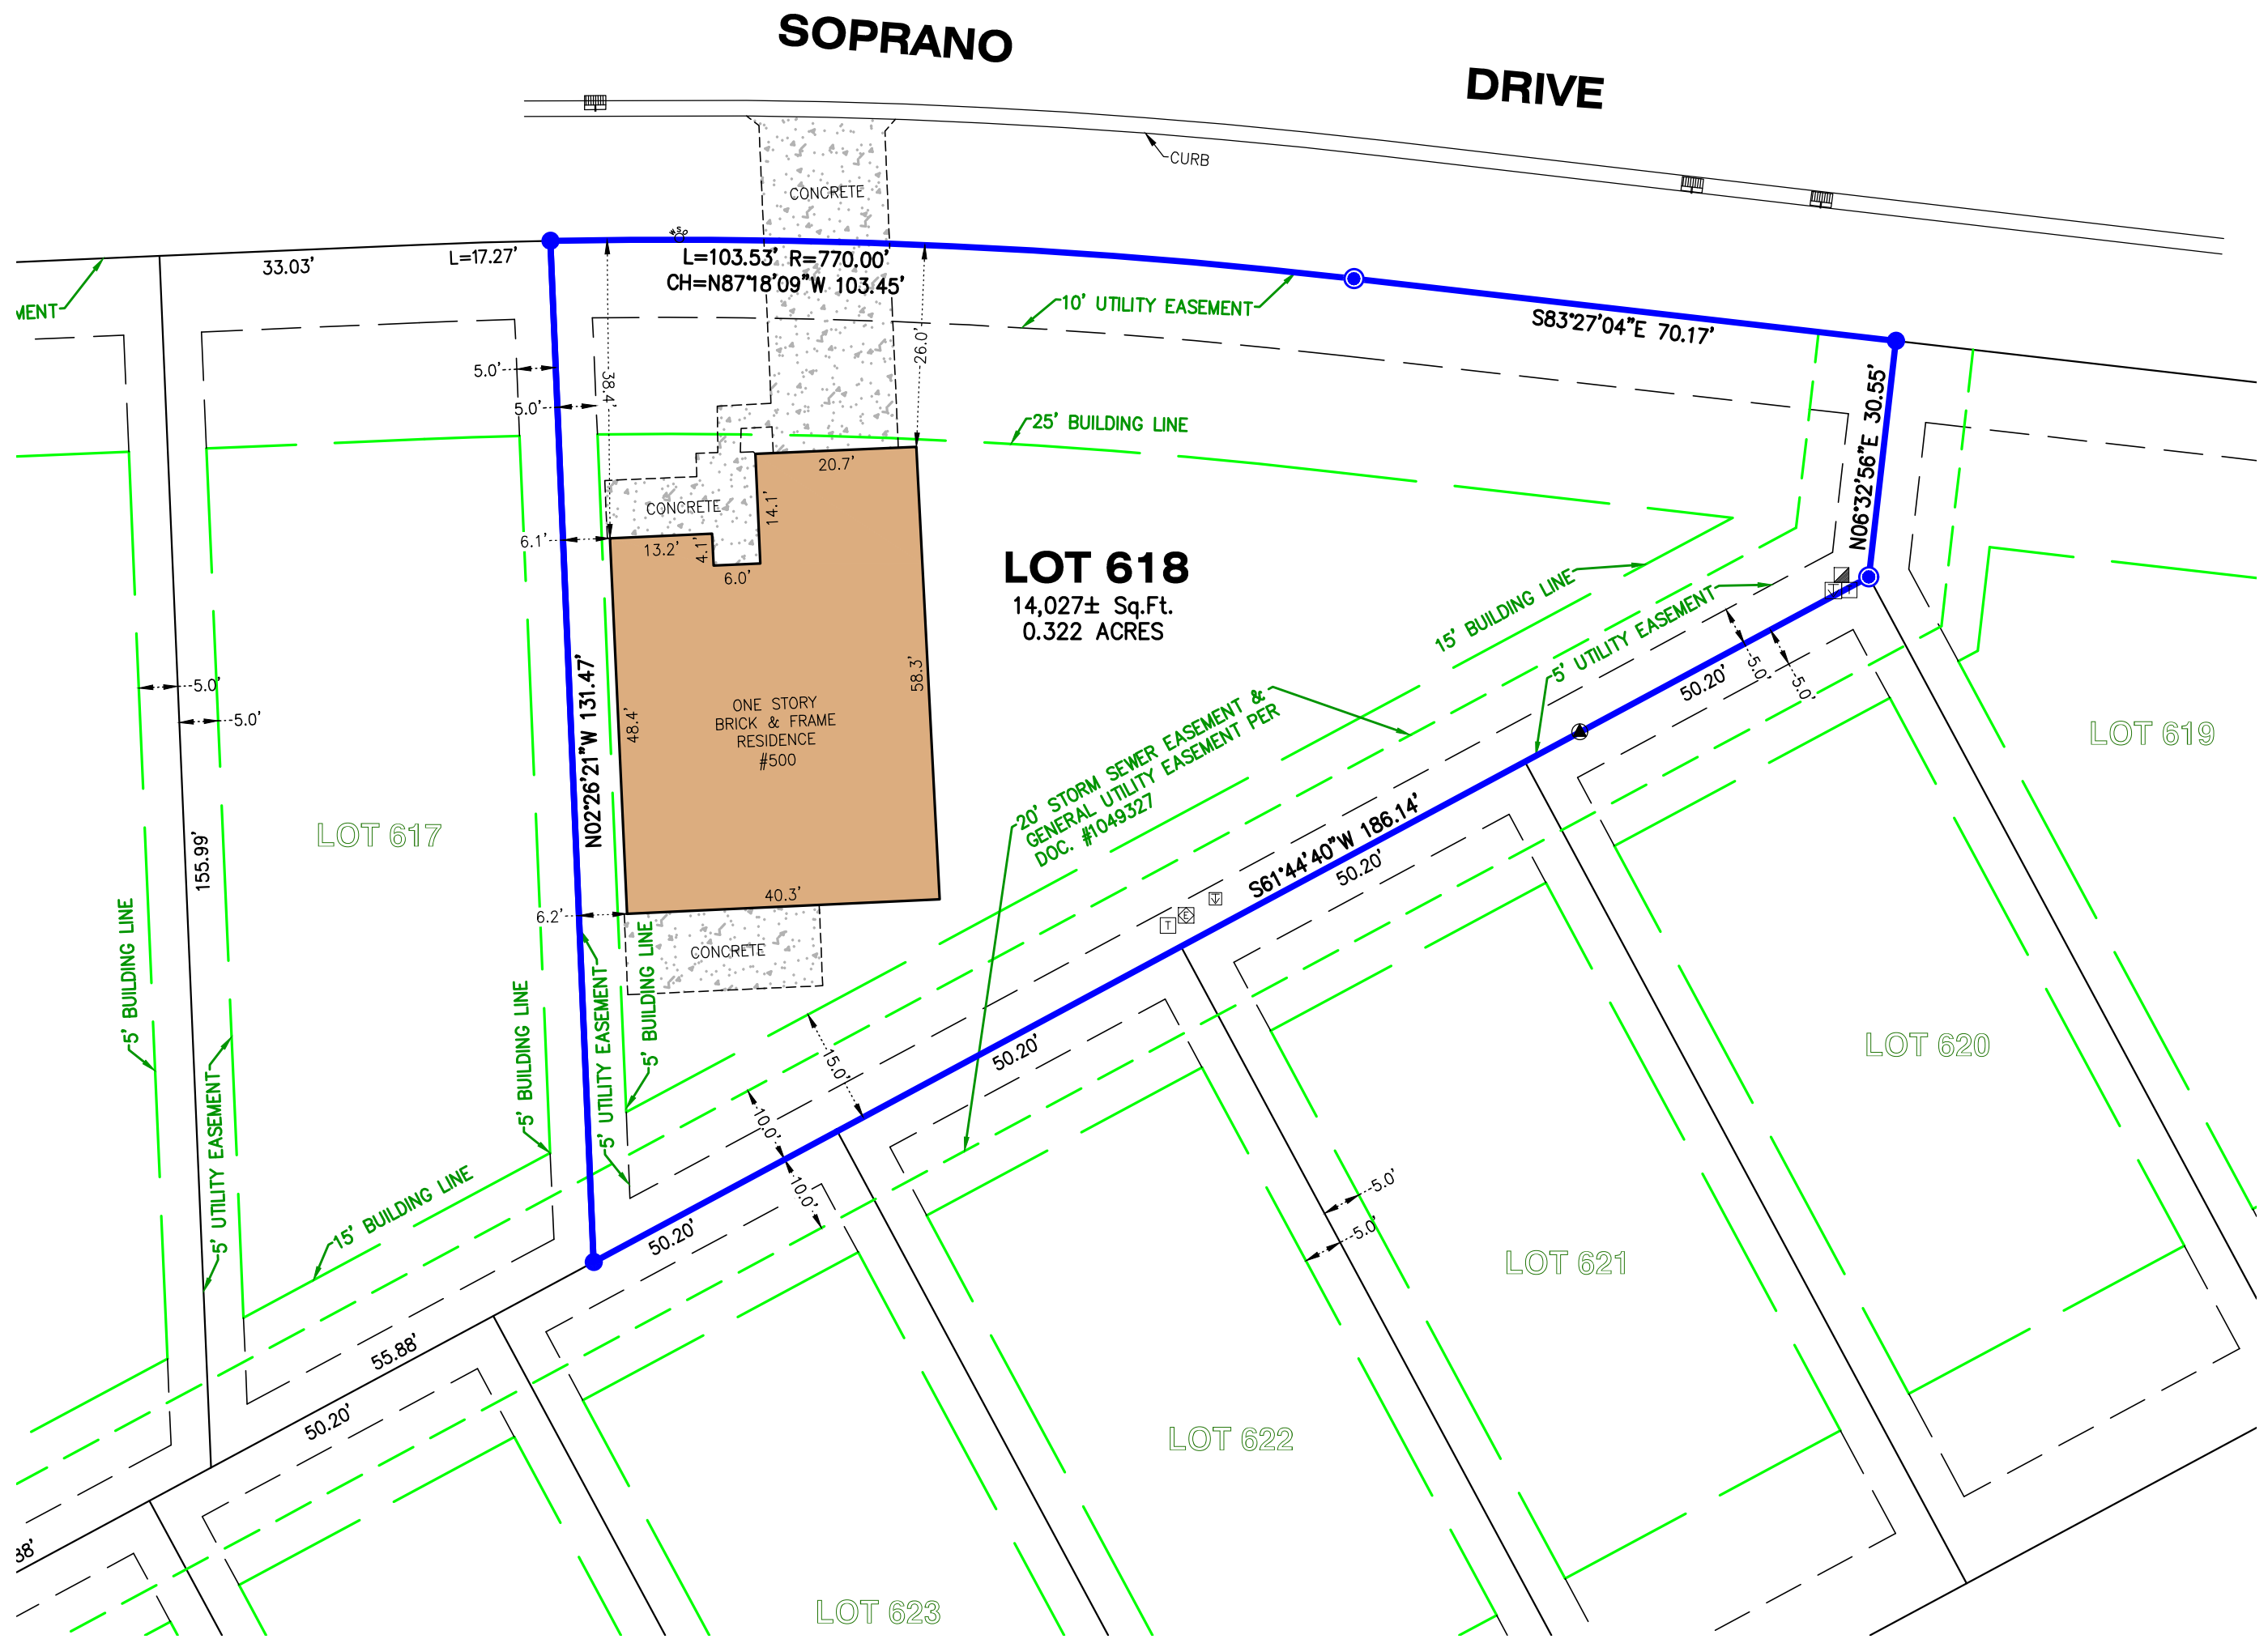 SOPRANO
DRIVE
CURB
CONCRETE
33.03'
L=17.27'
L=103.53' R=770.00'
CH=N87°18'09"W 103.45'
10' UTILITY EASEMENT
S83°27'04"E 70.17'
MENT
5.0'
5.0'
38.4'
26.0'
25' BUILDING LINE
N06°32'56"E 30.55'
20.7'
14.1'
CONCRETE
6.1'
13.2'
4.1'
6.0'
LOT 618
14,027± Sq.Ft.
0.322 ACRES
15' BUILDING LINE
5' UTILITY EASEMENT
5.0'
5.0'
50.20'
LOT 619
5.0'
5.0'
N02°26'21"W 131.47'
48.4'
58.3'
ONE STORY
BRICK & FRAME
RESIDENCE
#500
20' STORM SEWER EASEMENT &
GENERAL UTILITY EASEMENT PER
DOC. #1049327
S61°44'40"W 186.14'
50.20'
LOT 617
155.99'
40.3'
6.2'
CONCRETE
T
E
5' BUILDING LINE
5' BUILDING LINE
5' UTILITY EASEMENT
5' BUILDING LINE
5' UTILITY EASEMENT
15' BUILDING LINE
15.0'
10.0'
10.0'
50.20'
50.20'
LOT 620
5.0'
5.0'
LOT 621
55.88'
50.20'
LOT 622
38'
LOT 623